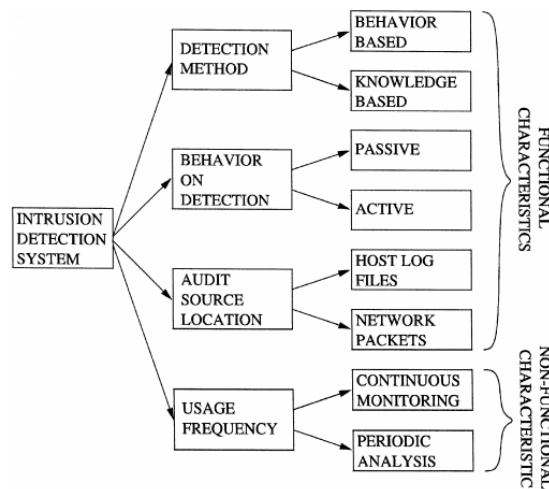 INTRUSION
DETECTION
SYSTEM
DETECTION
METHOD
BEHAVIOR
ON
DETECTION
AUDIT
SOURCE
LOCATION
USAGE
FREQUENCY
BEHAVIOR
BASED
KNOWLEDGE
BASED
PASSIVE
ACTIVE
HOST LOG
FILES
NETWORK
PACKETS
CONTINUOUS
MONITORING
PERIODIC
ANALYSIS
FUNCTIONAL
CHARACTERISTICS
NON-FUNCTIONAL
CHARACTERISTIC